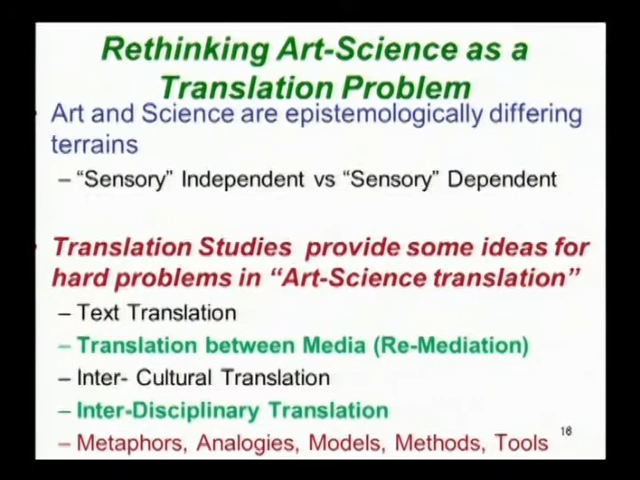 Rethinking Art-Science as a
Translation Problem
Art and Science are epistemologically differing
terrains
– “Sensory” Independent vs “Sensory” Dependent
Translation Studies provide some ideas for
hard problems in “Art-Science translation”
– Text Translation
– Translation between Media (Re-Mediation)
– Inter- Cultural Translation
– Inter-Disciplinary Translation
– Metaphors, Analogies, Models, Methods, Tools
16